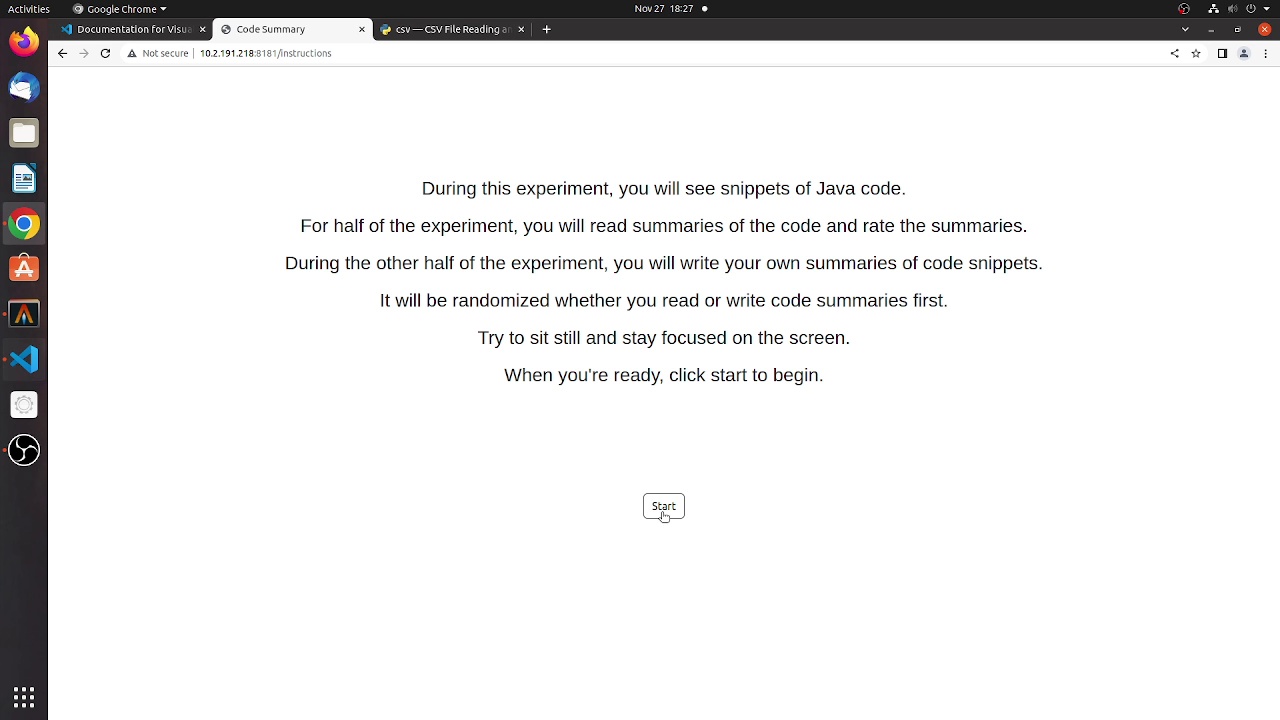 Activities
Google Chrome
Nov 27 18:27
Documentation for Visua
Code Summary
csv — CSV File Reading an
Not secure
10.2.191.218:8181/instructions
During this experiment, you will see snippets of Java code.
For half of the experiment, you will read summaries of the code and rate the summaries.
During the other half of the experiment, you will write your own summaries of code snippets.
It will be randomized whether you read or write code summaries first.
Try to sit still and stay focused on the screen.
When you're ready, click start to begin.
Start